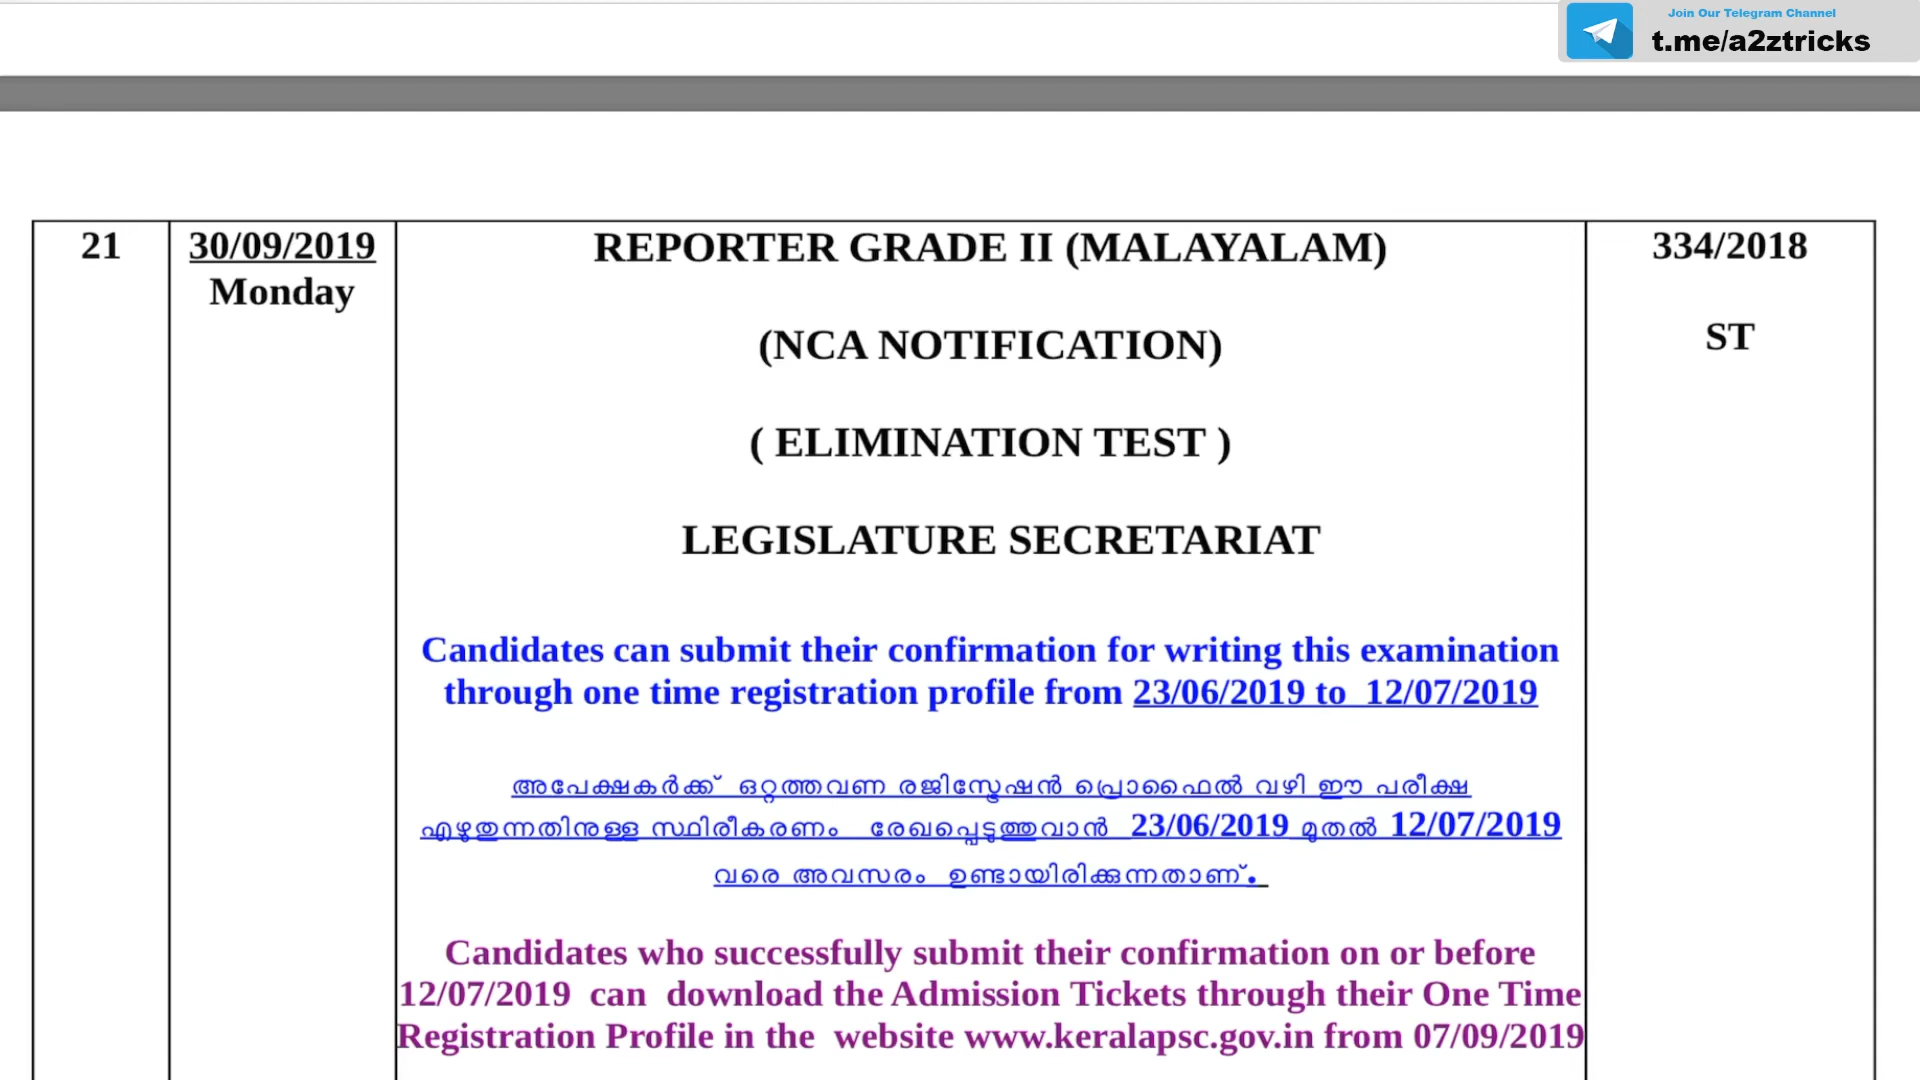 Join Our Telegram Channel
t.me/a2ztricks
21
30/09/2019
Monday
REPORTER GRADE II (MALAYALAM)
(NCA NOTIFICATION)
( ELIMINATION TEST )
LEGISLATURE SECRETARIAT
Candidates can submit their confirmation for writing this examination
through one time registration profile from 23/06/2019 to 12/07/2019
അപേക്ഷകർക്ക് ഒറ്റത്തവണ രജിസ്ട്രേഷൻ പ്രൊഫൈൽ വഴി ഈ പരീക്ഷ
എഴുതുന്നതിനുള്ള സ്ഥിരീകരണം രേഖപ്പെടുത്തുവാൻ 23/06/2019 മുതൽ 12/07/2019
വരെ അവസരം ഉണ്ടായിരിക്കുന്നതാണ്.
Candidates who successfully submit their confirmation on or before
12/07/2019 can download the Admission Tickets through their One Time
Registration Profile in the website www.keralapsc.gov.in from 07/09/2019
334/2018
ST